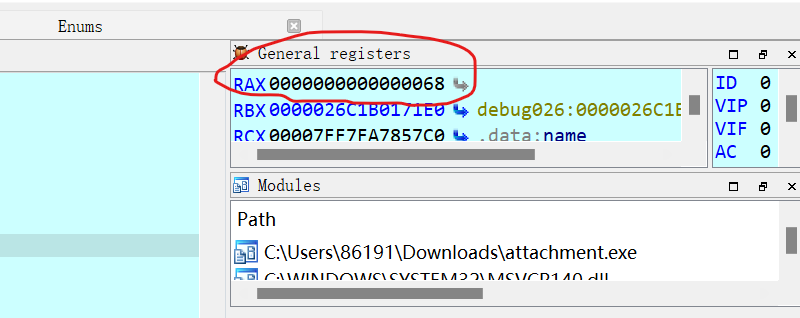 Enums
General registers
RAX 0000000000000068
RBX 0000026C1B0171E0 debug026:0000026C1B
RCX 00007FF7FA7857C0 .data:name
ID 0
VIP 0
VIF 0
AC 0
Modules
Path
C:\Users\86191\Downloads\attachment.exe
C:\WINDOWS\SYSTEM32\MSVCP140.dll